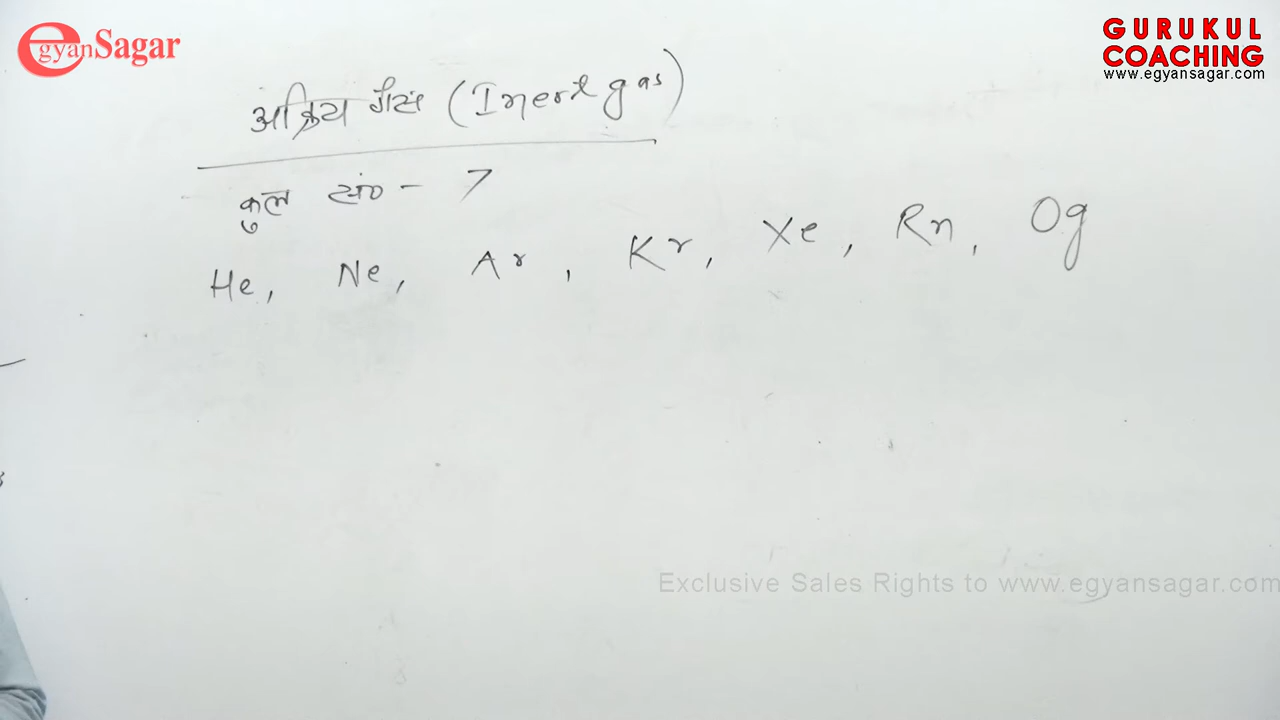 egyanSagar
GURUKUL
COACHING
www.egyansagar.com
अक्रिय गैस (Inert gas)
कुल सं० - 7
He, Ne, Ar, Kr, Xe, Rn, Og
Exclusive Sales Rights to www.egyansagar.com